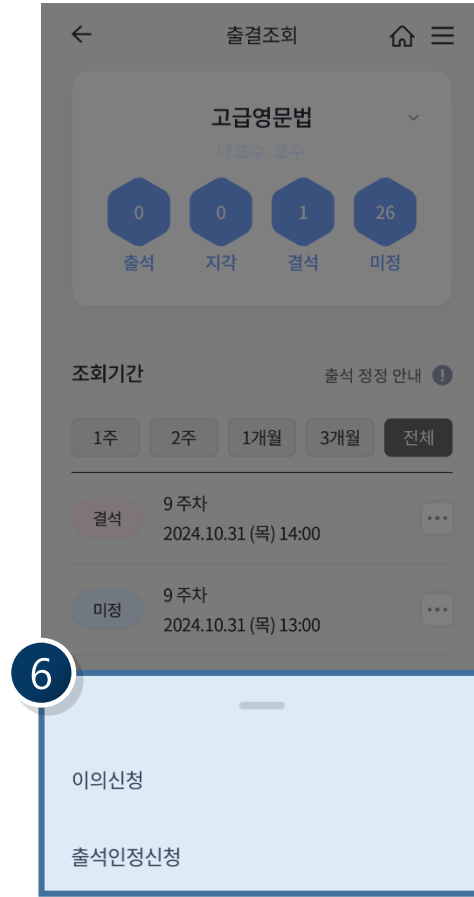 출결조회
고급영문법
나교수 교수
0 0 1 26
출석 지각 결석 미정
조회기간 출석 정정 안내 !
1주 2주 1개월 3개월 전체
9 주차
결석
2024.10.31 (목) 14:00
9 주차
미정
2024.10.31 (목) 13:00
6
이의신청
출석인정신청